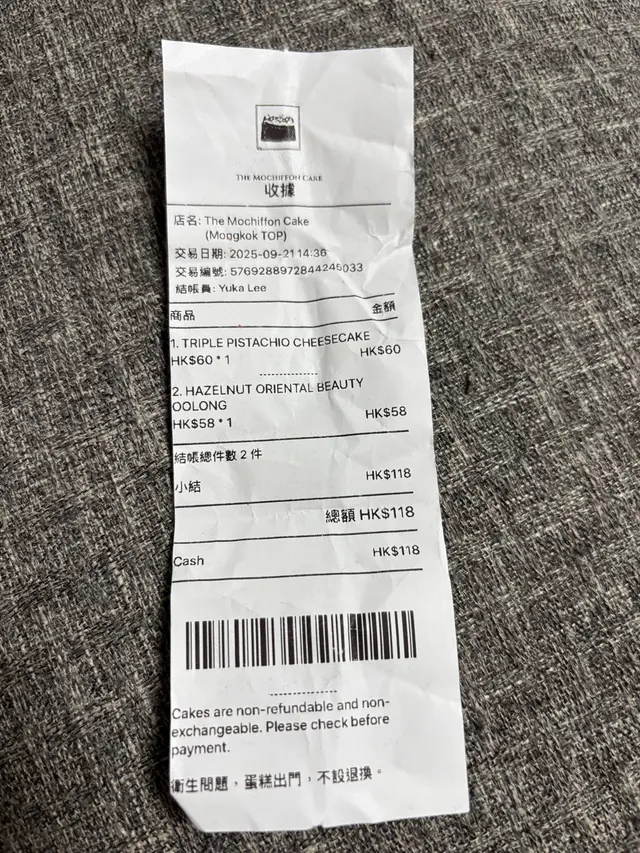 THE MOCHIFFON CAKE
收據
店名: The Mochiffon Cake
(Mongkok TOP)
交易日期: 2025-09-21 14:36
交易編號: 5769288972844246033
結帳員: Yuka Lee
商品 金額
1. TRIPLE PISTACHIO CHEESECAKE
HK$60 * 1 HK$60
2. HAZELNUT ORIENTAL BEAUTY
OOLONG
HK$58 * 1 HK$58
結帳總件數 2 件
小結 HK$118
總額 HK$118
Cash HK$118
Cakes are non-refundable and non-
exchangeable. Please check before
payment.
衛生問題，蛋糕出門，不設退換。